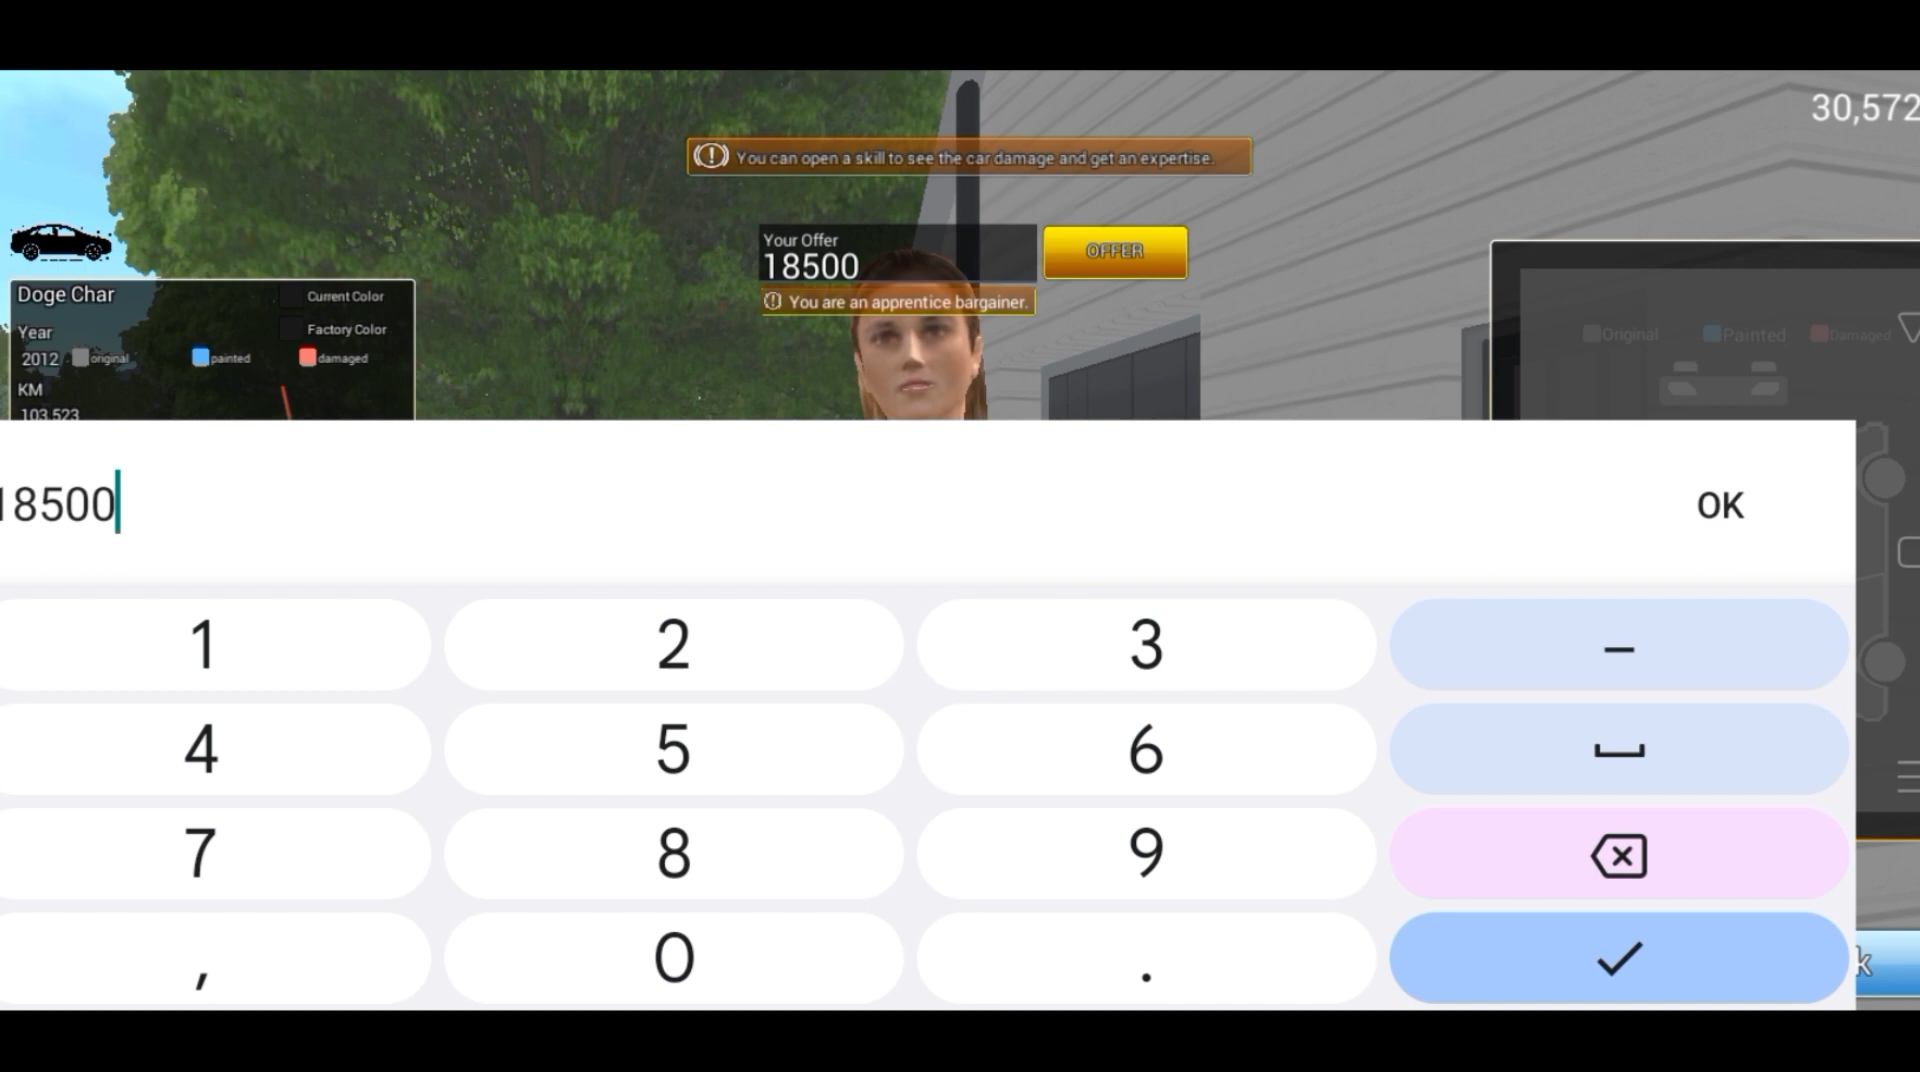 30,572
You can open a skill to see the car damage and get an expertise.
Your Offer
18500
OFFER
You are an apprentice bargainer.
Doge Char
Current Color
Year
Factory Color
2012
original
painted
damaged
KM
103.523
Original
Painted
Damaged
18500
OK
1
2
3
–
4
5
6
7
8
9
,
0
.
k